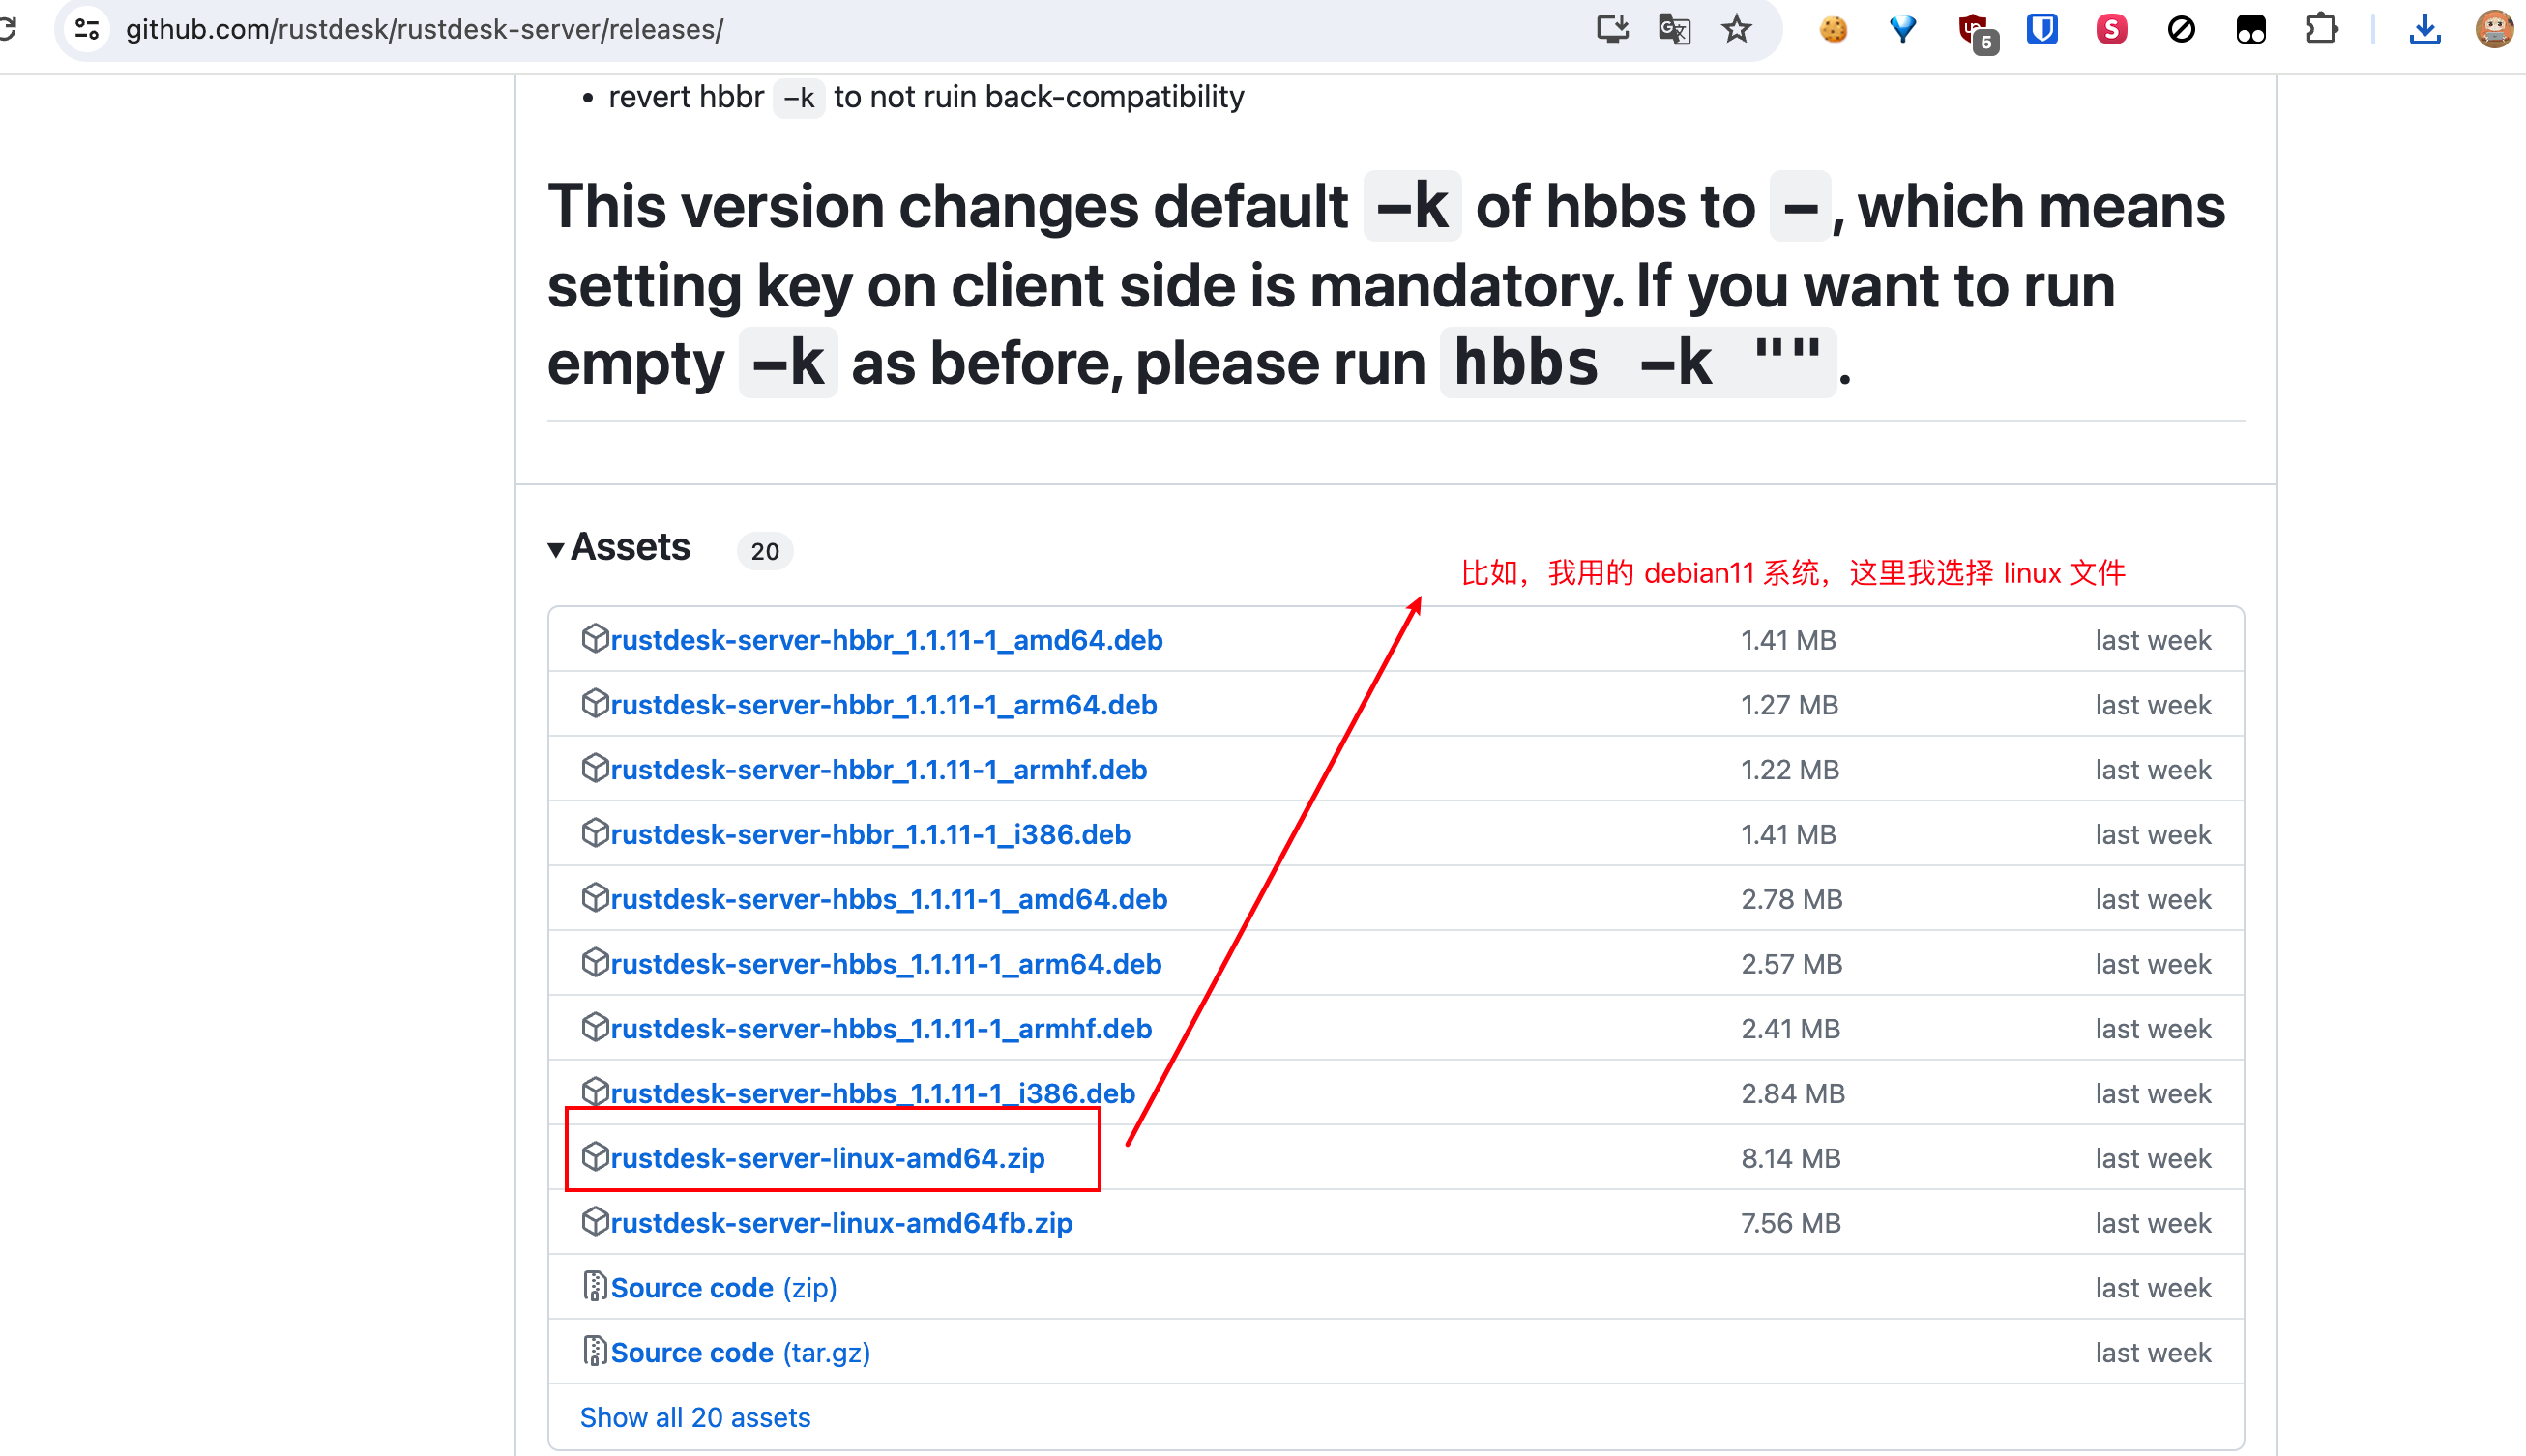 github.com/rustdesk/rustdesk-server/releases/
5
S
• revert hbbr -k to not ruin back-compatibility
This version changes default -k of hbbs to -, which means
setting key on client side is mandatory. If you want to run
empty -k as before, please run hbbs -k "".
Assets 20
比如，我用的 debian11 系统，这里我选择 linux 文件
rustdesk-server-hbbr_1.1.11-1_amd64.deb 1.41 MB last week
rustdesk-server-hbbr_1.1.11-1_arm64.deb 1.27 MB last week
rustdesk-server-hbbr_1.1.11-1_armhf.deb 1.22 MB last week
rustdesk-server-hbbr_1.1.11-1_i386.deb 1.41 MB last week
rustdesk-server-hbbs_1.1.11-1_amd64.deb 2.78 MB last week
rustdesk-server-hbbs_1.1.11-1_arm64.deb 2.57 MB last week
rustdesk-server-hbbs_1.1.11-1_armhf.deb 2.41 MB last week
rustdesk-server-hbbs_1.1.11-1_i386.deb 2.84 MB last week
rustdesk-server-linux-amd64.zip 8.14 MB last week
rustdesk-server-linux-amd64fb.zip 7.56 MB last week
Source code (zip) last week
Source code (tar.gz) last week
Show all 20 assets